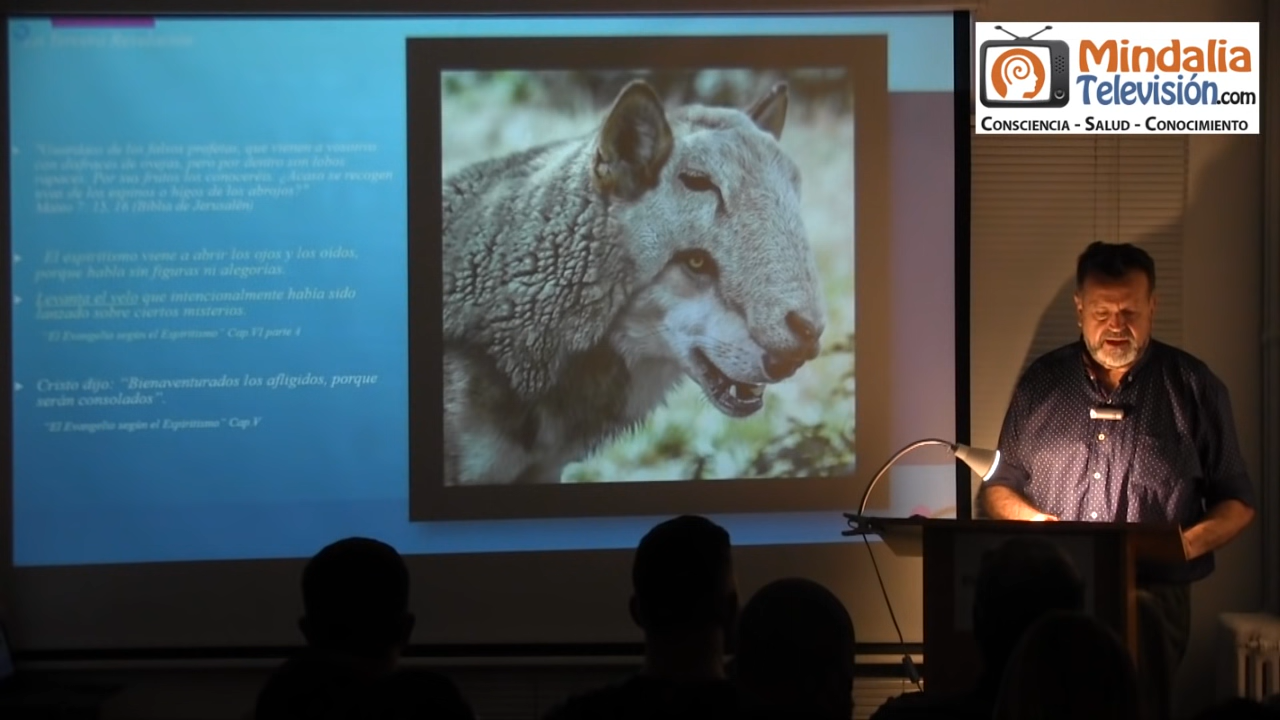 La Tercera Revelación
"Guardaos de los falsos profetas, que vienen a vosotros
con disfraces de ovejas, pero por dentro son lobos
rapaces. Por sus frutos los conoceréis. ¿Acaso se recogen
uvas de los espinos o higos de los abrojos?"
Mateo 7: 15, 16 (Biblia de Jerusalén)
El espiritismo viene a abrir los ojos y los oídos,
porque habla sin figuras ni alegorías.
Levanta el velo que intencionalmente había sido
lanzado sobre ciertos misterios.
"El Evangelio según el Espiritismo" Cap.VI parte 4
Cristo dijo: "Bienaventurados los afligidos, porque
serán consolados".
"El Evangelio según el Espiritismo" Cap V
Mindalia
Televisión.com
CONSCIENCIA - SALUD - CONOCIMIENTO